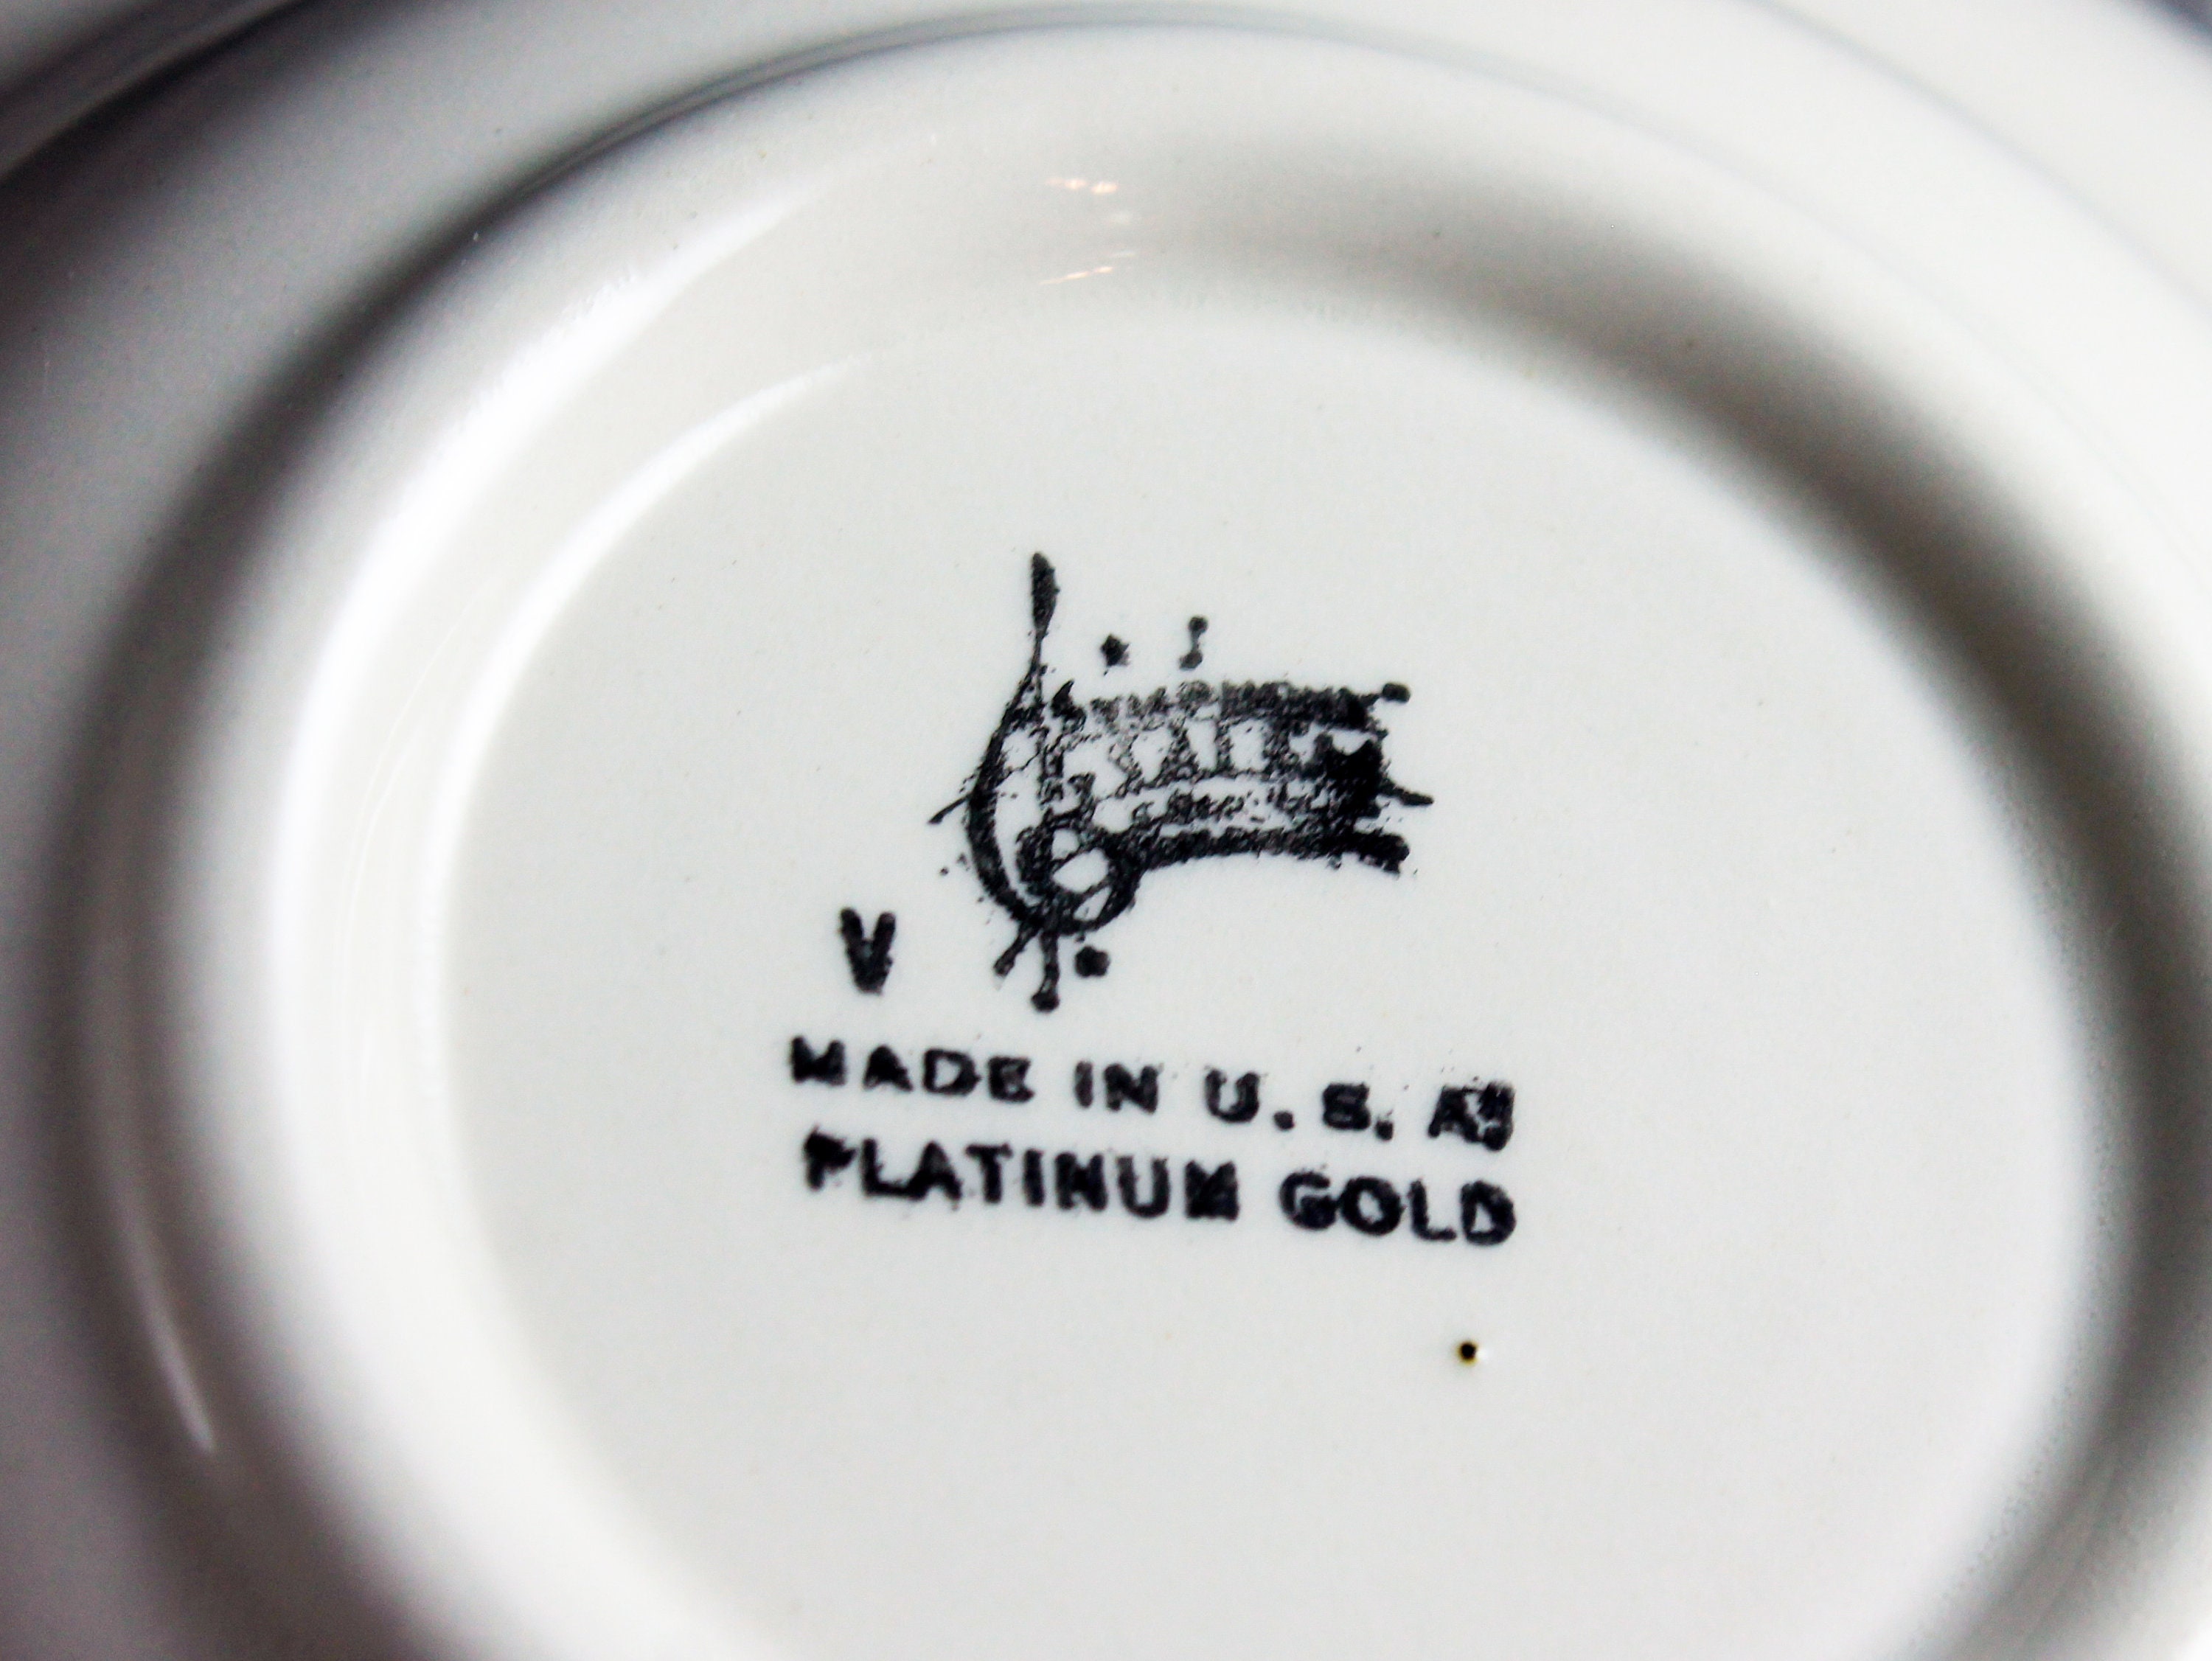 V
MADE IN U. S. A.
PLATINUM GOLD